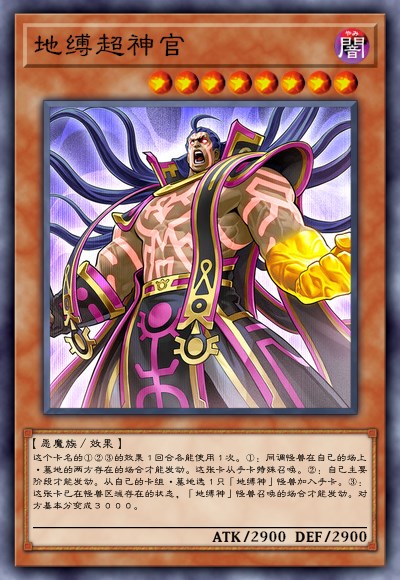 地缚超神官
やみ
闇
【恶魔族／效果】
这个卡名的①②③的效果1回合各能使用1次。①：同调怪兽在自己的场上
·墓地的两方存在的场合才能发动。这张卡从手卡特殊召唤。②：自己主要
阶段才能发动。从自己的卡组·墓地选1只「地缚神」怪兽加入手卡。③：
这张卡已在怪兽区域存在的状态，「地缚神」怪兽召唤的场合才能发动。对
方基本分变成3000。
ATK/2900 DEF/2900